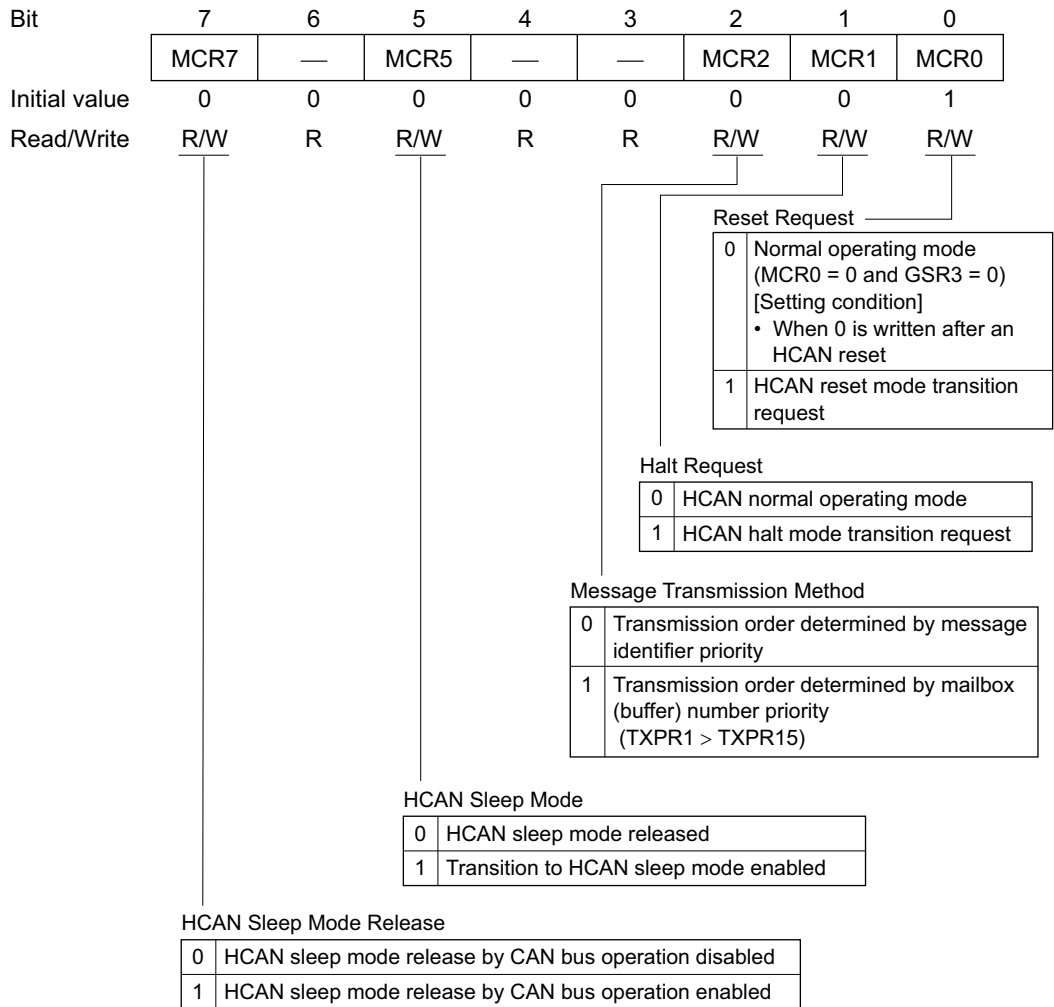 Bit 7 6 5 4 3 2 1 0
MCR7 — MCR5 — — MCR2 MCR1 MCR0
Initial value 0 0 0 0 0 0 0 1
Read/Write R/W R R/W R R R/W R/W R/W
Reset Request
0 Normal operating mode
(MCR0 = 0 and GSR3 = 0)
[Setting condition]
• When 0 is written after an
HCAN reset
1 HCAN reset mode transition
request
Halt Request
0 HCAN normal operating mode
1 HCAN halt mode transition request
Message Transmission Method
0 Transmission order determined by message
identifier priority
1 Transmission order determined by mailbox
(buffer) number priority
(TXPR1 > TXPR15)
HCAN Sleep Mode
0 HCAN sleep mode released
1 Transition to HCAN sleep mode enabled
HCAN Sleep Mode Release
0 HCAN sleep mode release by CAN bus operation disabled
1 HCAN sleep mode release by CAN bus operation enabled